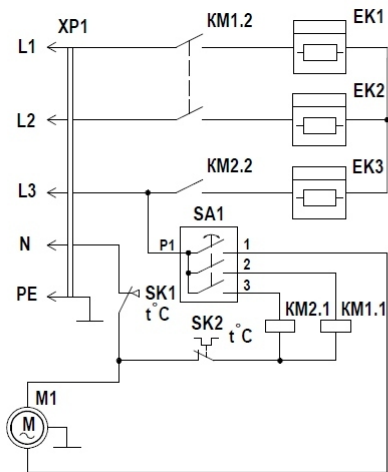 XP1
KM1.2
EK1
L1
EK2
L2
KM2.2
EK3
L3
SA1
N
P1
1
2
3
PE
SK1
t°C
KM2.1
KM1.1
SK2
t°C
M1
M